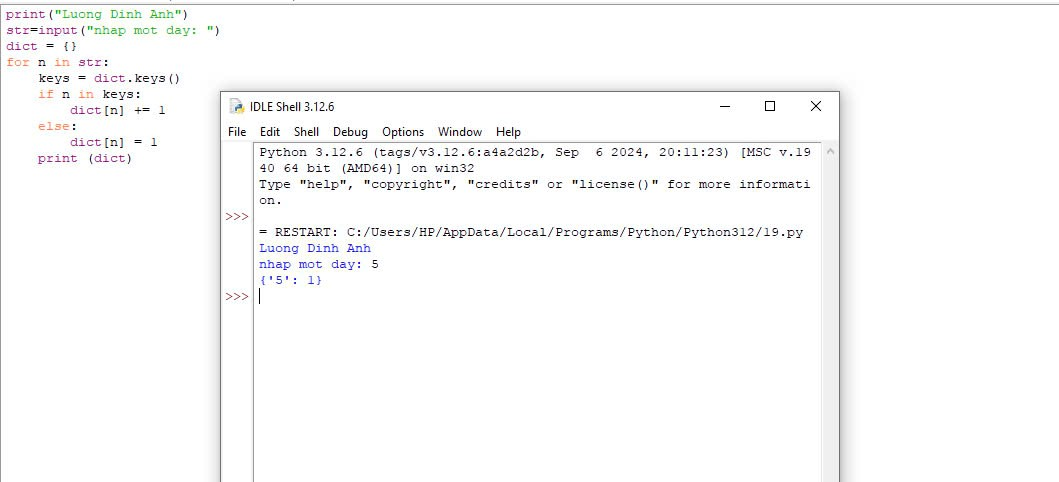 print("Luong Dinh Anh")
str=input("nhap mot day: ")
dict = {}
for n in str:
    keys = dict.keys()
    if n in keys:
        dict[n] += 1
    else:
        dict[n] = 1
    print (dict)
IDLE Shell 3.12.6
File Edit Shell Debug Options Window Help
Python 3.12.6 (tags/v3.12.6:a4a2d2b, Sep  6 2024, 20:11:23) [MSC v.19
40 64 bit (AMD64)] on win32
Type "help", "copyright", "credits" or "license()" for more informati
on.
>>>
= RESTART: C:/Users/HP/AppData/Local/Programs/Python/Python312/19.py
Luong Dinh Anh
nhap mot day: 5
{'5': 1}
>>>